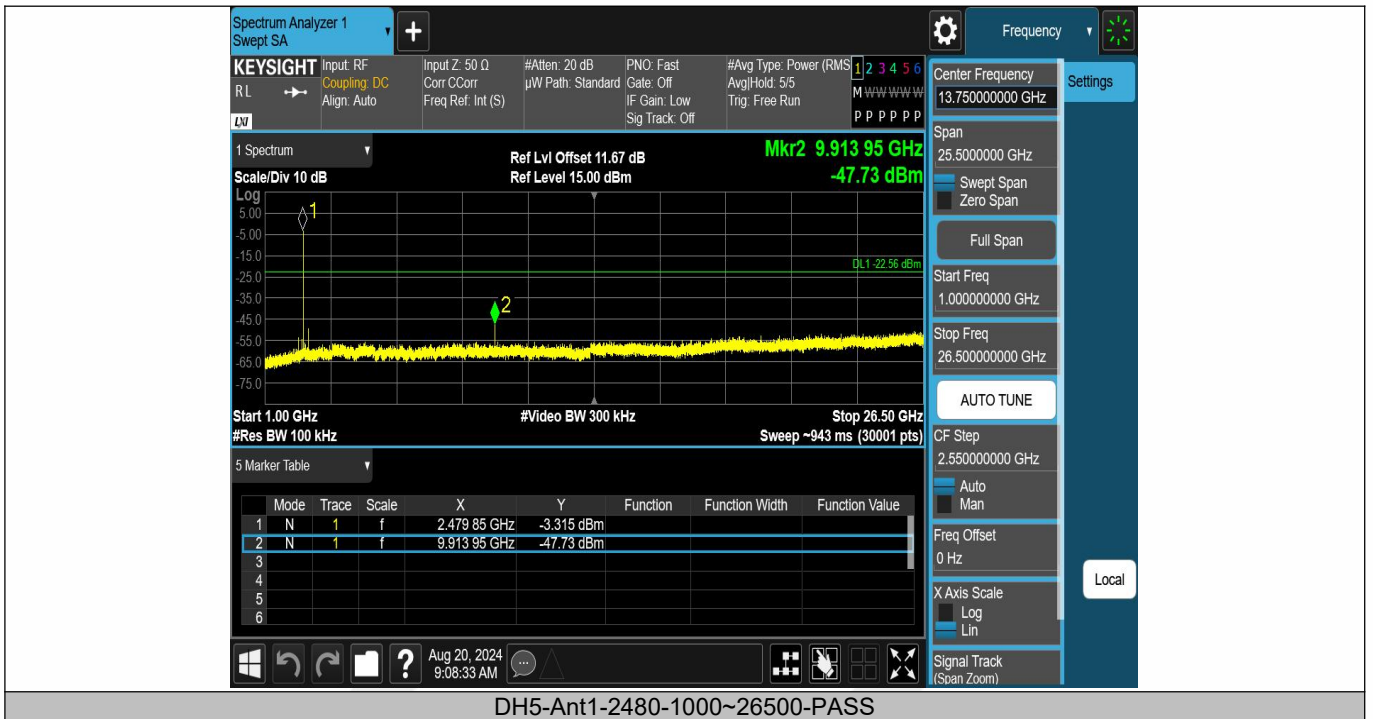 Spectrum Analyzer 1
Swept SA
+
Frequency
KEYSIGHT
RL
LXI
Input: RF
Coupling: DC
Align: Auto
Input Z: 50 Ω
Corr CCorr
Freq Ref: Int (S)
#Atten: 20 dB
µW Path: Standard
PNO: Fast
Gate: Off
IF Gain: Low
Sig Track: Off
#Avg Type: Power (RMS
Avg|Hold: 5/5
Trig: Free Run
1 2 3 4 5 6
M W W W W W
P P P P P P
Center Frequency
13.750000000 GHz
Settings
1 Spectrum
Scale/Div 10 dB
Ref Lvl Offset 11.67 dB
Ref Level 15.00 dBm
Mkr2 9.913 95 GHz
-47.73 dBm
Log
5.00
-5.00
-15.0
-25.0
-35.0
-45.0
-55.0
-65.0
-75.0
1
2
DL1 -22.56 dBm
Start 1.00 GHz
#Video BW 300 kHz
Stop 26.50 GHz
#Res BW 100 kHz
Sweep ~943 ms (30001 pts)
Span
25.5000000 GHz
Swept Span
Zero Span
Full Span
Start Freq
1.000000000 GHz
Stop Freq
26.500000000 GHz
AUTO TUNE
CF Step
2.550000000 GHz
Auto
Man
Freq Offset
0 Hz
X Axis Scale
Log
Lin
Signal Track
(Span Zoom)
Local
5 Marker Table
Mode Trace Scale X Y Function Function Width Function Value
1 N 1 f 2.479 85 GHz -3.315 dBm
2 N 1 f 9.913 95 GHz -47.73 dBm
3
4
5
6
?
Aug 20, 2024
9:08:33 AM
DH5-Ant1-2480-1000~26500-PASS